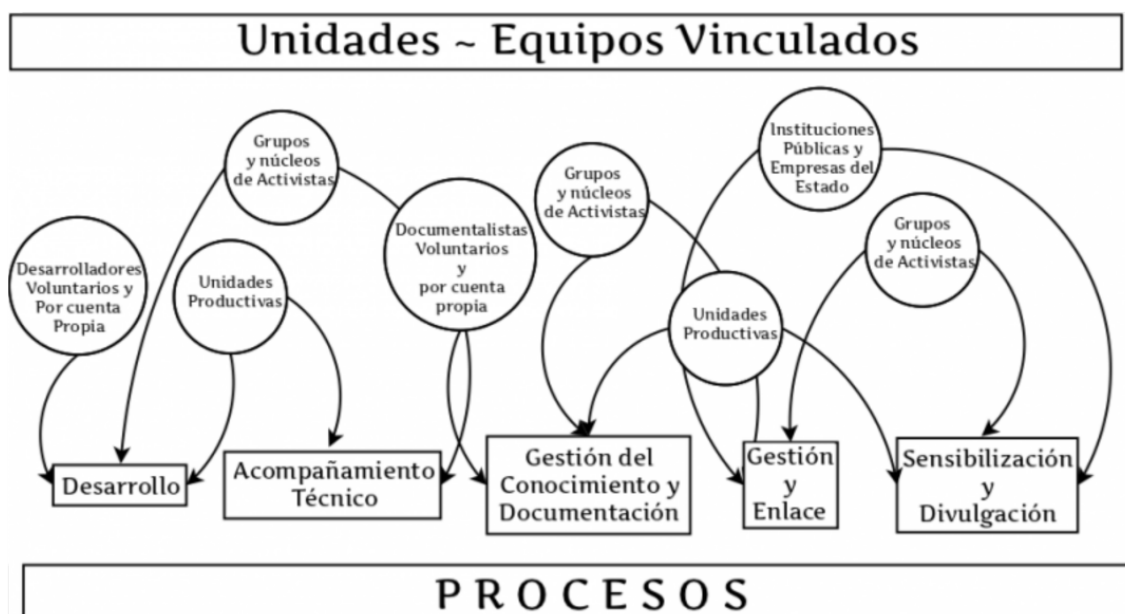 Unidades ~ Equipos Vinculados
Grupos
y núcleos
de Activistas
Instituciones
Públicas y
Empresas del
Estado
Grupos
y núcleos
de Activistas
Documentalistas
Voluntarios
y
por cuenta
propia
Grupos
y núcleos
de Activistas
Desarrolladores
Voluntarios y
Por cuenta
Propia
Unidades
Productivas
Unidades
Productivas
Desarrollo
Acompañamiento
Técnico
Gestión del
Conocimiento y
Documentación
Gestión
y
Enlace
Sensibilización
y
Divulgación
PROCESOS